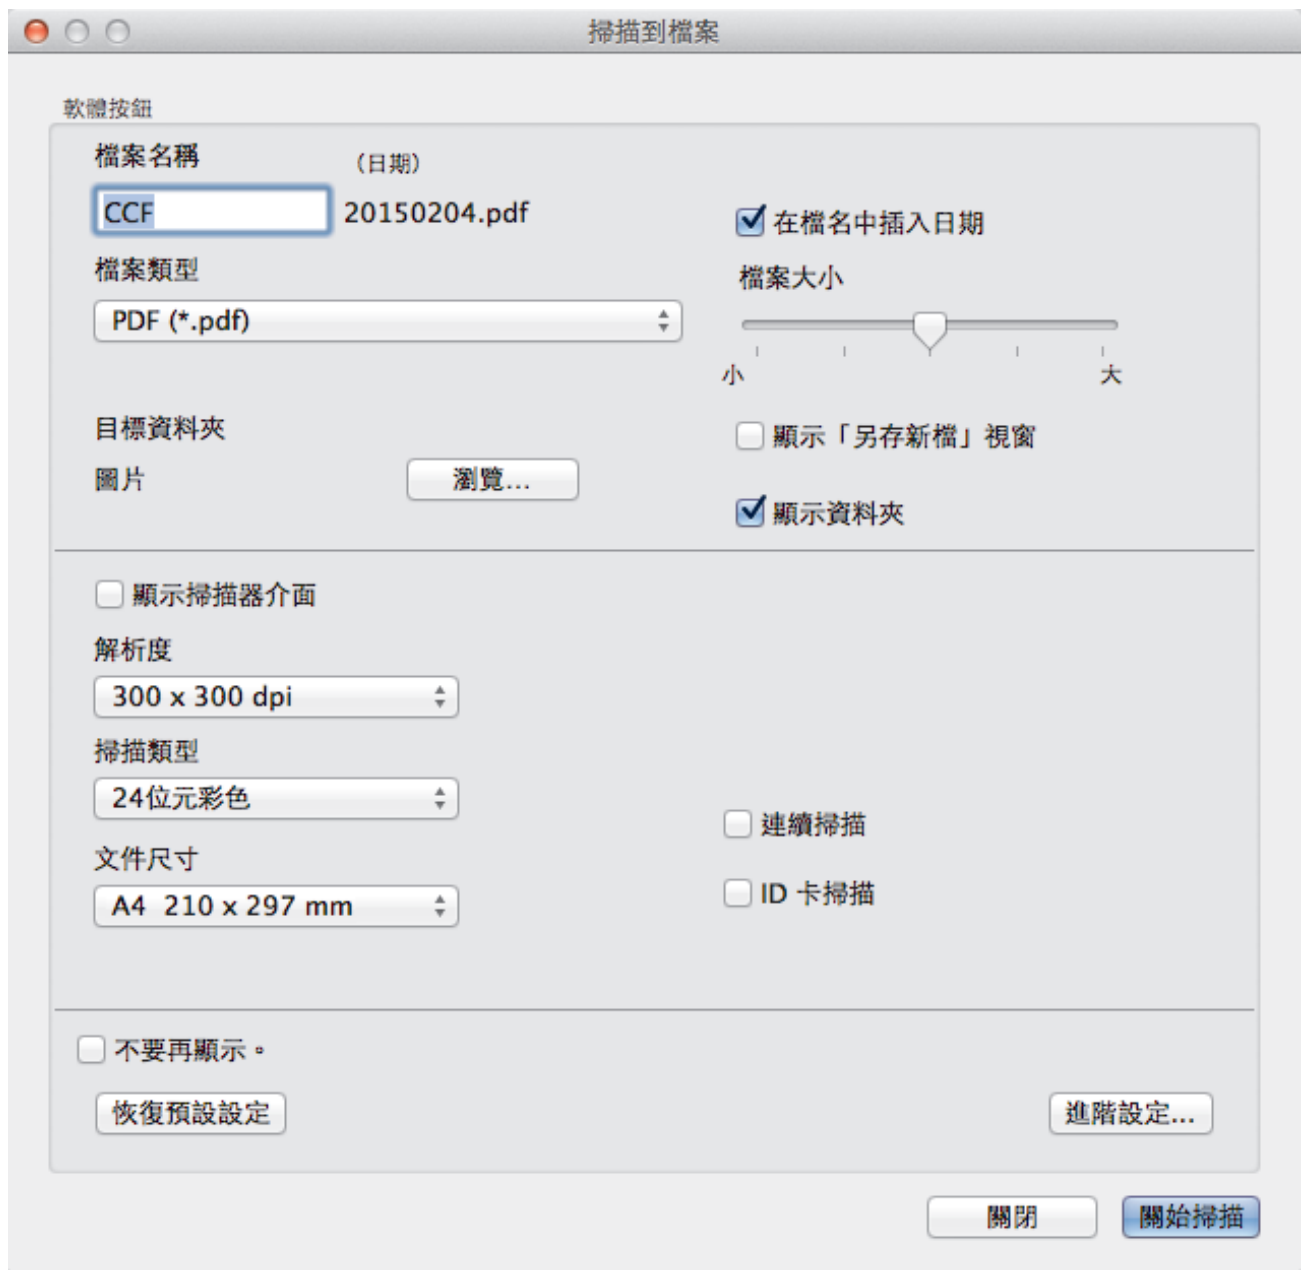 掃描到檔案
軟體按鈕
檔案名稱 (日期)
CCF 20150204.pdf
在檔名中插入日期
檔案類型
檔案大小
PDF (*.pdf)
小 大
目標資料夾
顯示「另存新檔」視窗
圖片 瀏覽...
顯示資料夾
顯示掃描器介面
解析度
300 x 300 dpi
掃描類型
24位元彩色
連續掃描
文件尺寸
A4 210 x 297 mm
ID 卡掃描
不要再顯示。
恢復預設設定 進階設定...
關閉 開始掃描